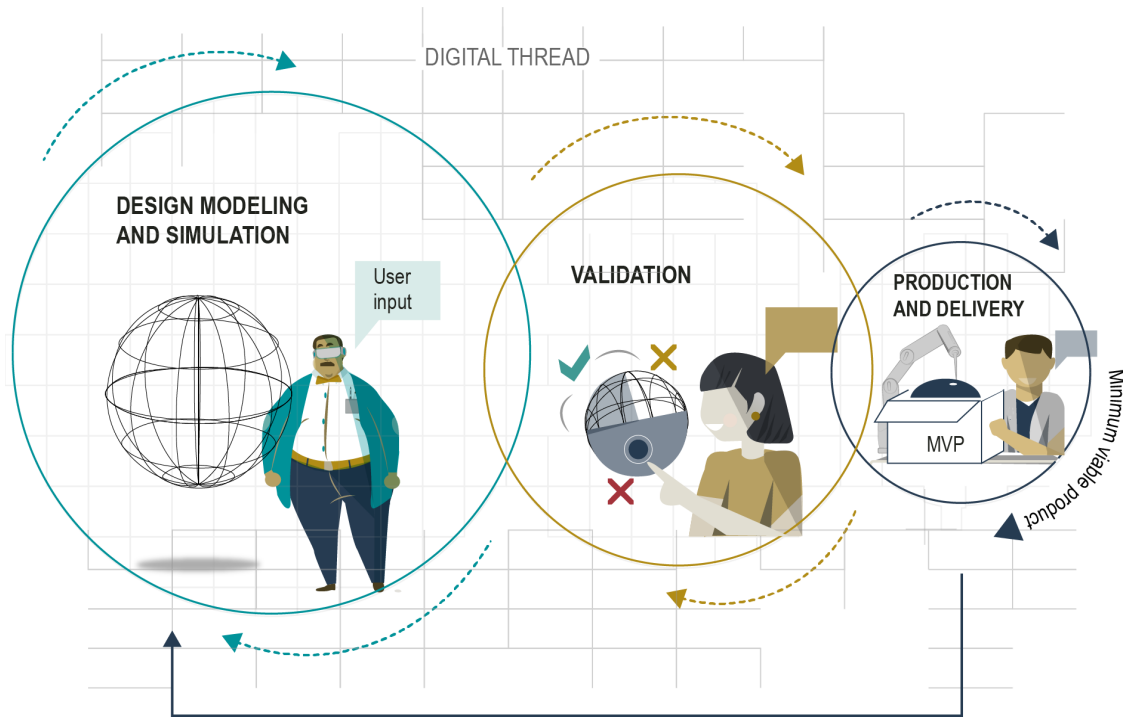 DIGITAL THREAD
DESIGN MODELING
AND SIMULATION
User
input
VALIDATION
PRODUCTION
AND DELIVERY
MVP
Minimum viable product